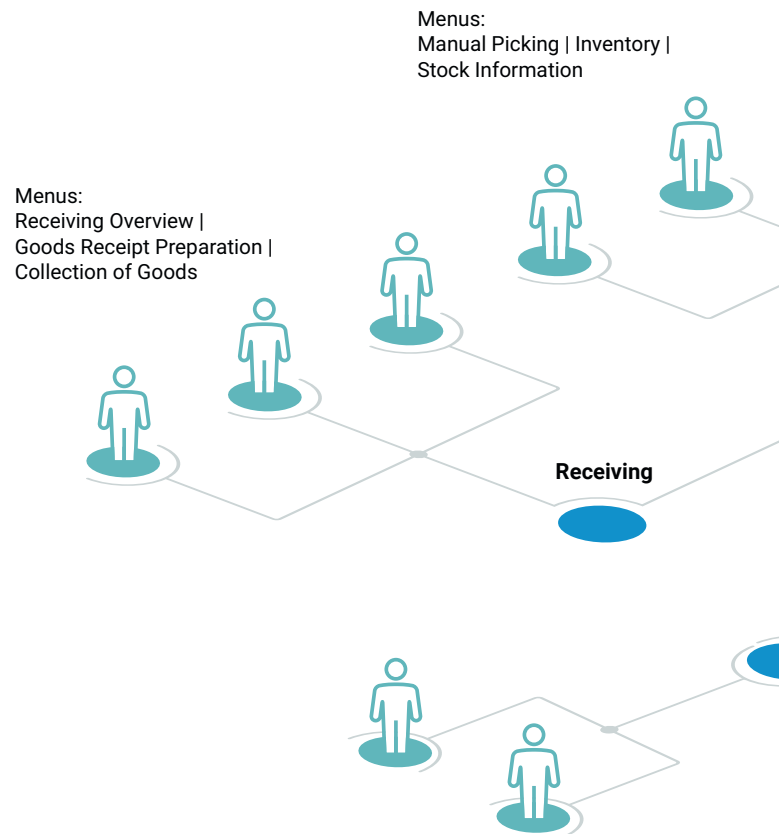 Menus:
Manual Picking | Inventory |
Stock Information
Menus:
Receiving Overview |
Goods Receipt Preparation |
Collection of Goods
Receiving